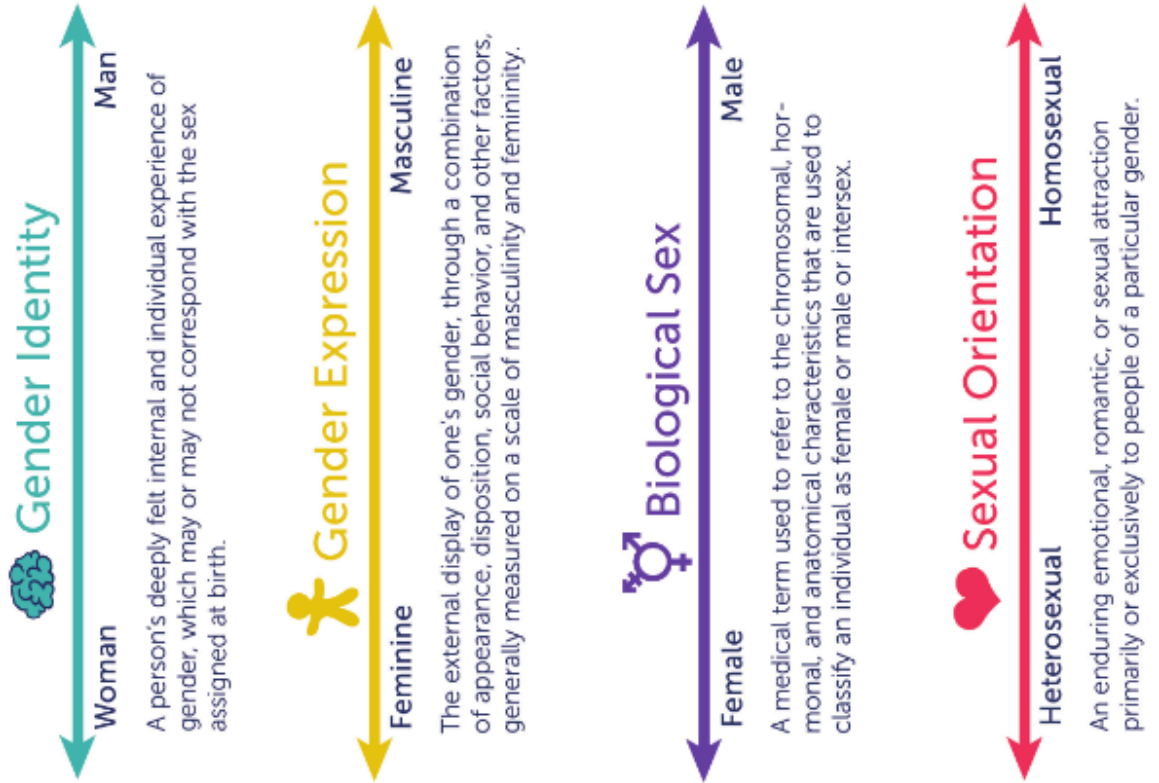 Gender Identity
Woman Man
A person's deeply felt internal and individual experience of
gender, which may or may not correspond with the sex
assigned at birth.
Gender Expression
Feminine Masculine
The external display of one's gender, through a combination
of appearance, disposition, social behavior, and other factors,
generally measured on a scale of masculinity and femininity.
Biological Sex
Female Male
A medical term used to refer to the chromosomal, hor-
monal, and anatomical characteristics that are used to
classify an individual as female or male or intersex.
Sexual Orientation
Heterosexual Homosexual
An enduring emotional, romantic, or sexual attraction
primarily or exclusively to people of a particular gender.